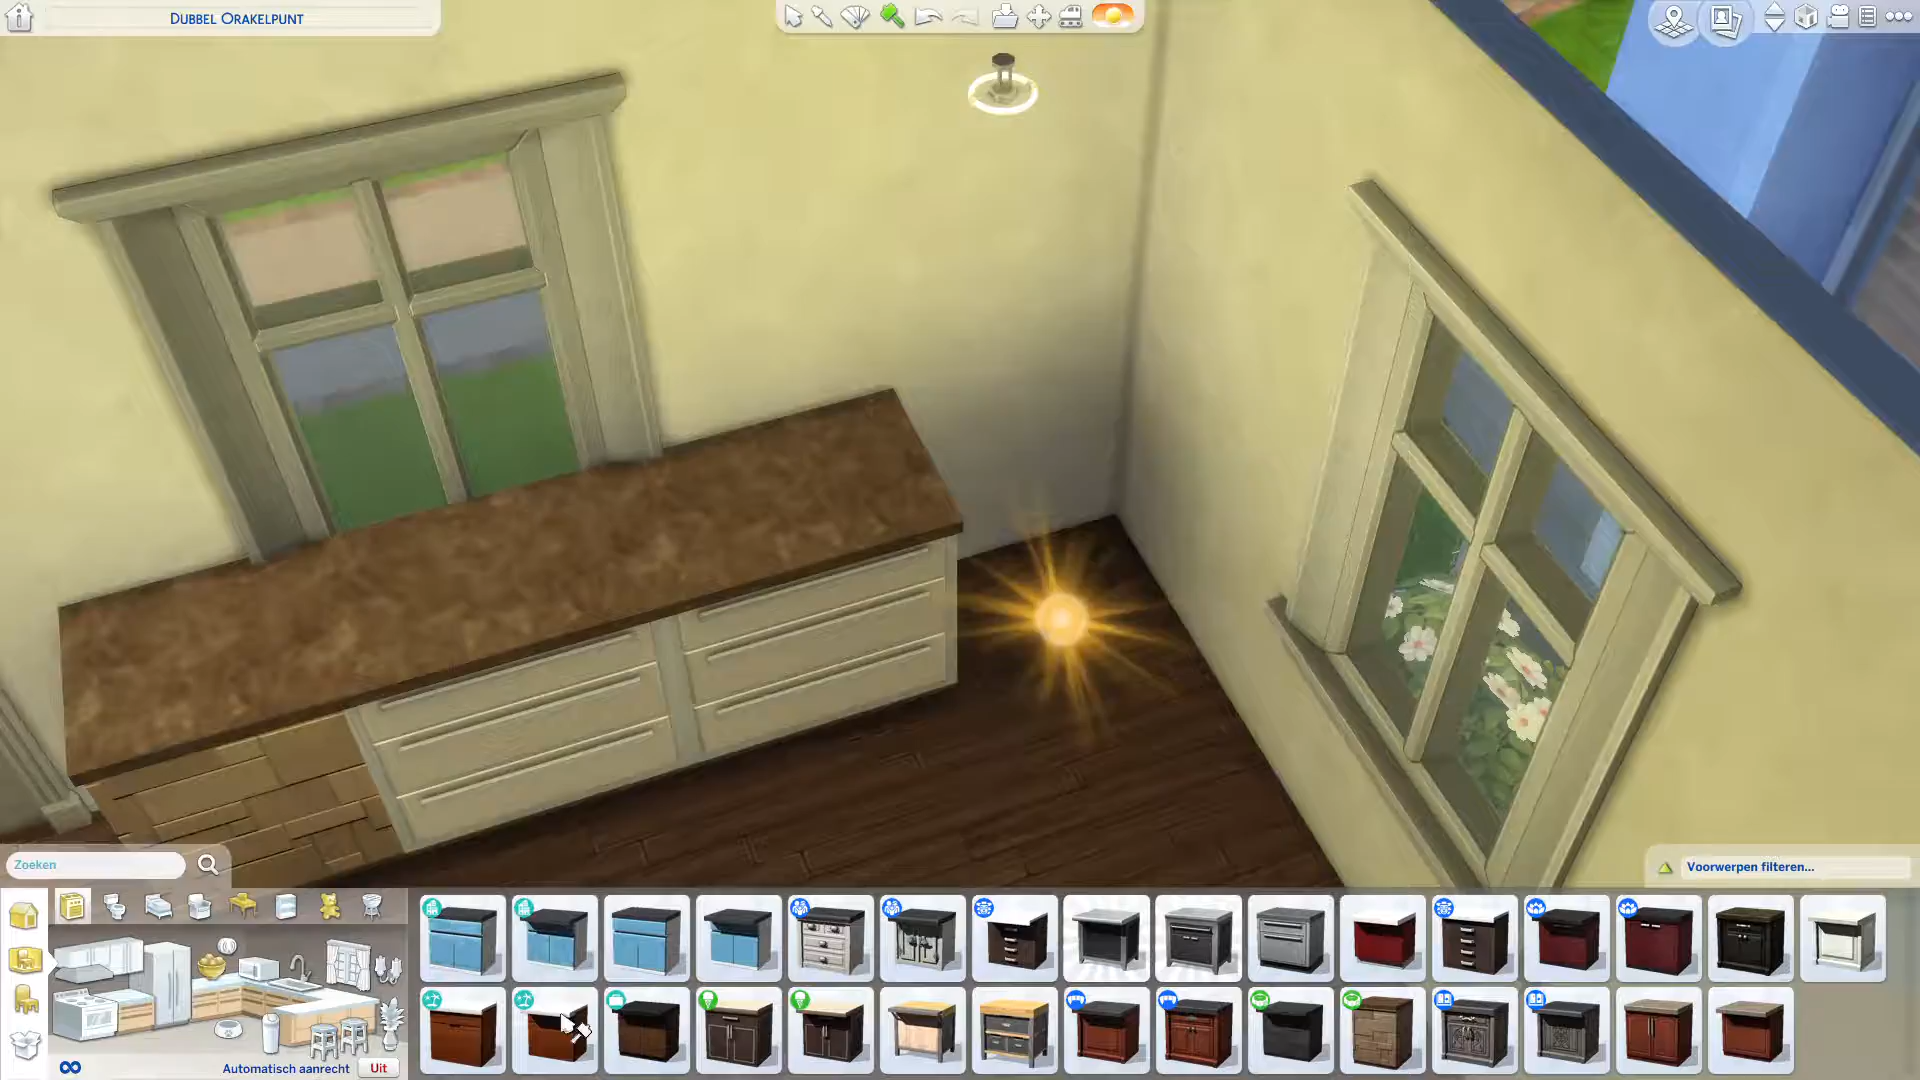 DUBBEL ORAKELPUNT
Zoeken
Voorwerpen filteren...
Automatisch aanrecht
Uit